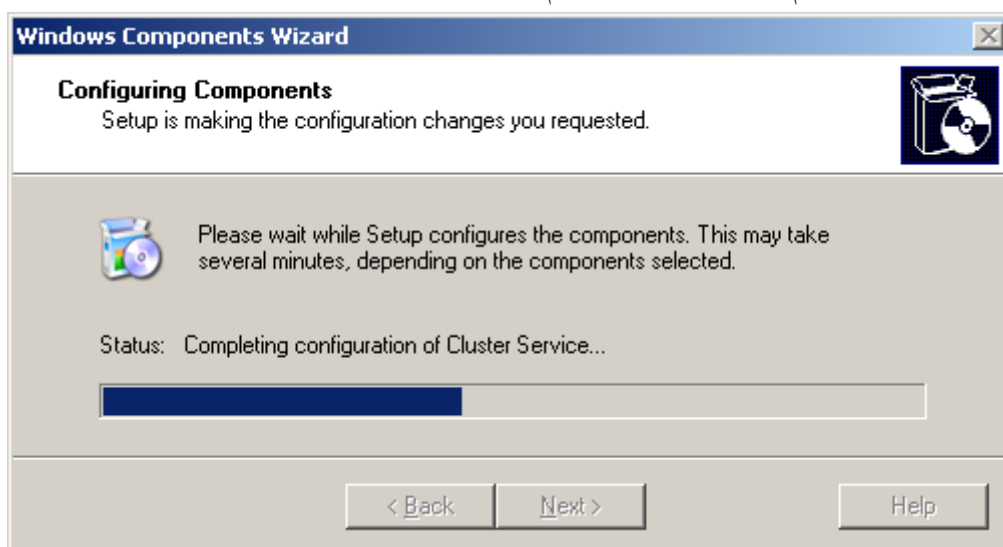 Windows Components Wizard
Configuring Components
Setup is making the configuration changes you requested.
Please wait while Setup configures the components. This may take
several minutes, depending on the components selected.
Status: Completing configuration of Cluster Service...
< Back Next > Help